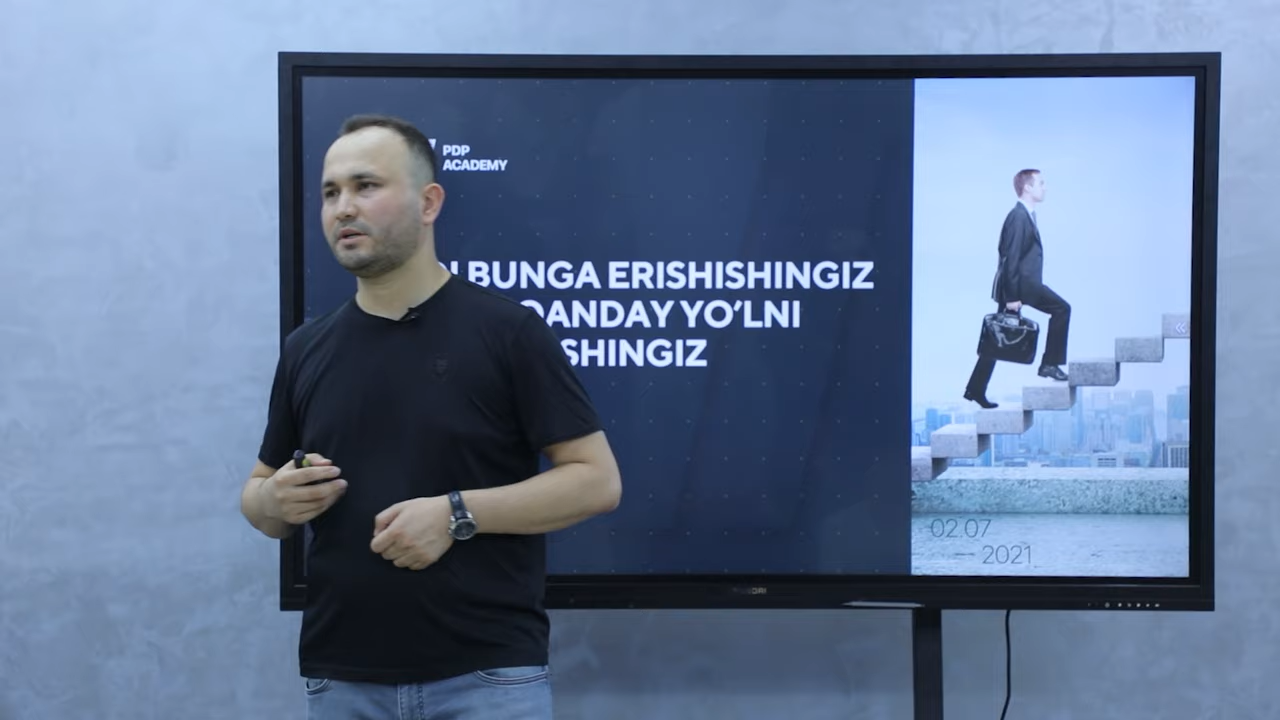 PDP
ACADEMY
BUNGA ERISHISHINGIZ
QANDAY YO‘LNI
SHINGIZ
02.07
— 2021